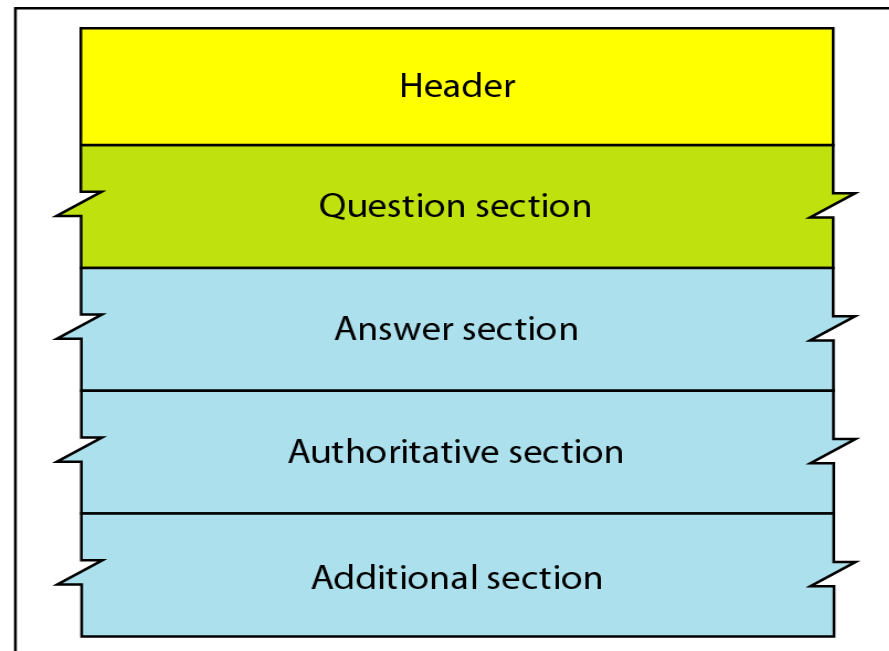 Header
Question section
Answer section
Authoritative section
Additional section